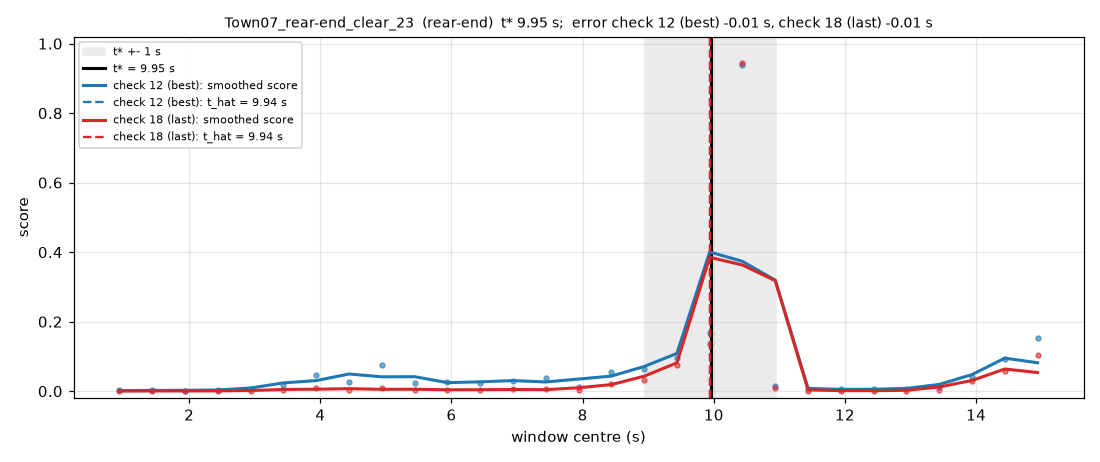 Town07_rear-end_clear_23  (rear-end)  t* 9.95 s;  error check 12 (best) -0.01 s, check 18 (last) -0.01 s
t* +- 1 s
t* = 9.95 s
check 12 (best): smoothed score
check 12 (best): t_hat = 9.94 s
check 18 (last): smoothed score
check 18 (last): t_hat = 9.94 s
score
1.0
0.8
0.6
0.4
0.2
0.0
2 4 6 8 10 12 14
window centre (s)